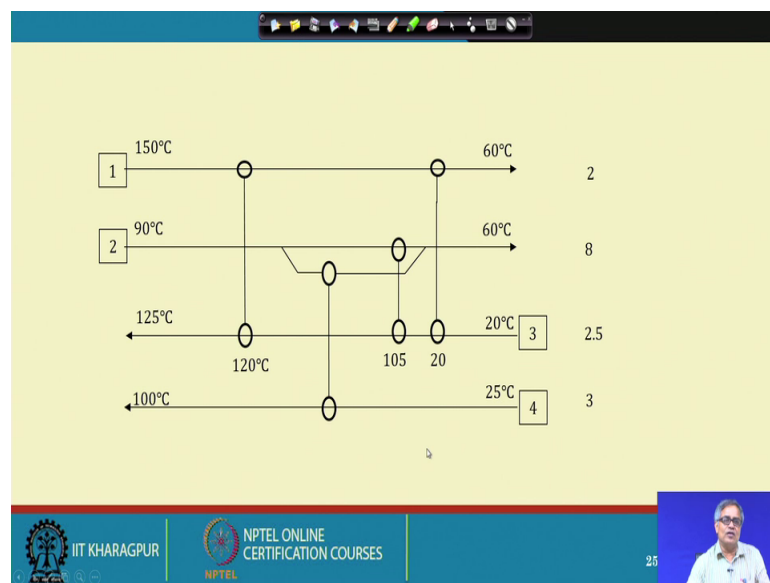 150°C
60°C
1
2
90°C
60°C
2
8
125°C
20°C
3
2.5
120°C
105
20
100°C
25°C
4
3
IIT KHARAGPUR
NPTEL
NPTEL ONLINE
CERTIFICATION COURSES
25